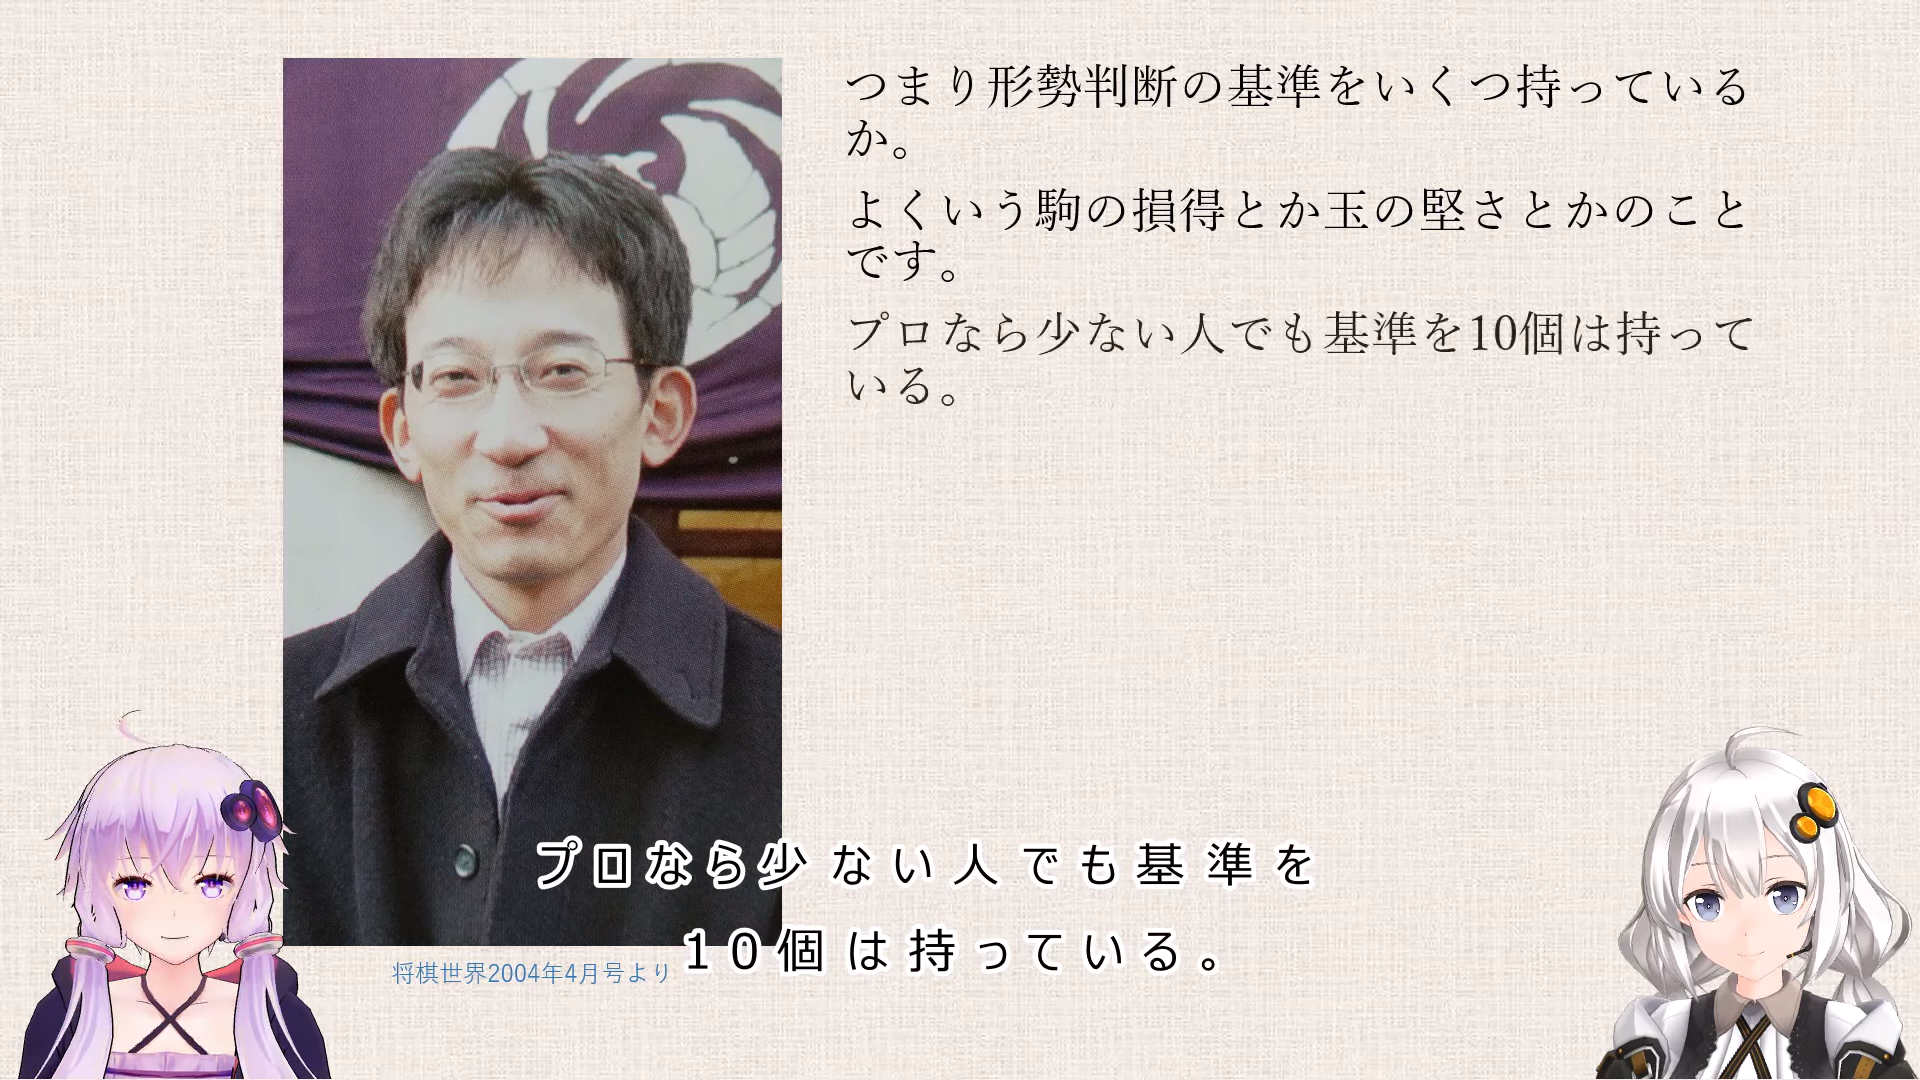 つまり形勢判断の基準をいくつ持っている
か。
よくいう駒の損得とか玉の堅さとかのこと
です。
プロなら少ない人でも基準を10個は持って
いる。
プロなら少ない人でも基準を
10個は持っている。
将棋世界2004年4月号より